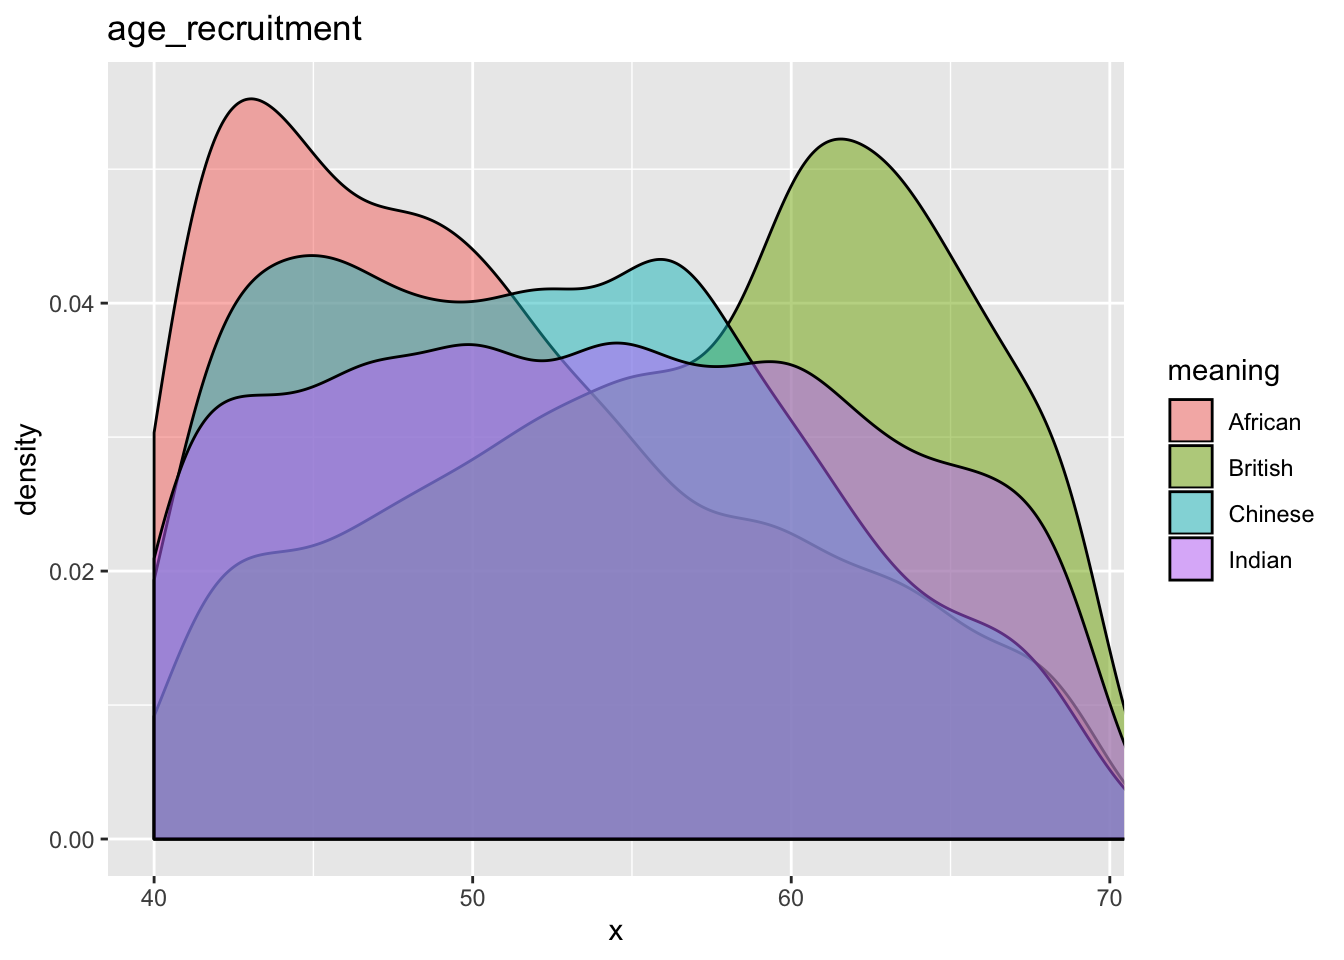 age_recruitment
density
0.04
0.02
0.00
40 50 60 70
x
meaning
African
British
Chinese
Indian